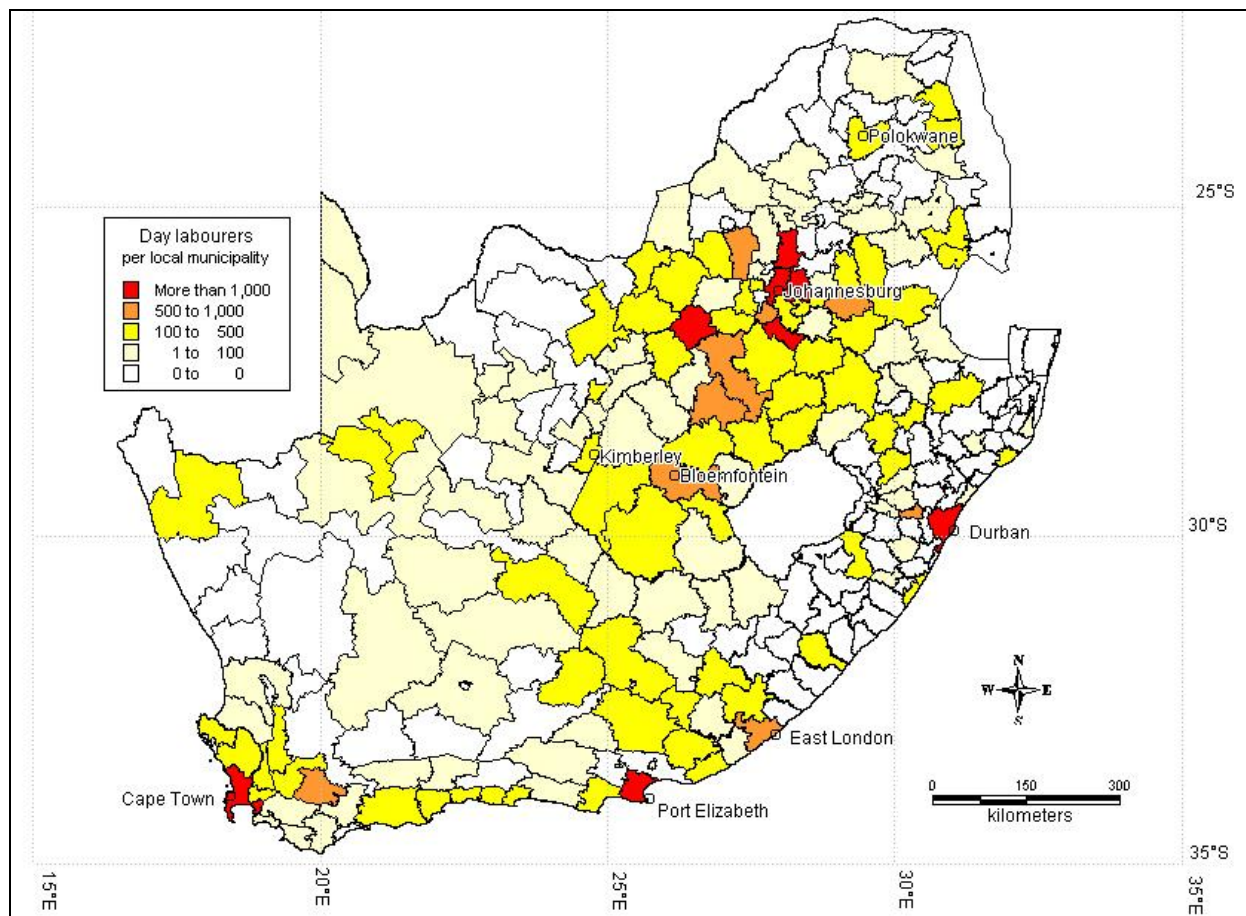 Polokwane
25°S
Day labourers
per local municipality
More than 1,000
500 to 1,000
100 to 500
1 to 100
0 to 0
Johannesburg
Kimberley
Bloemfontein
30°S
Durban
N
W E
S
East London
Cape Town
Port Elizabeth
0 150 300
kilometers
35°S
15°E
20°E
25°E
30°E
35°E